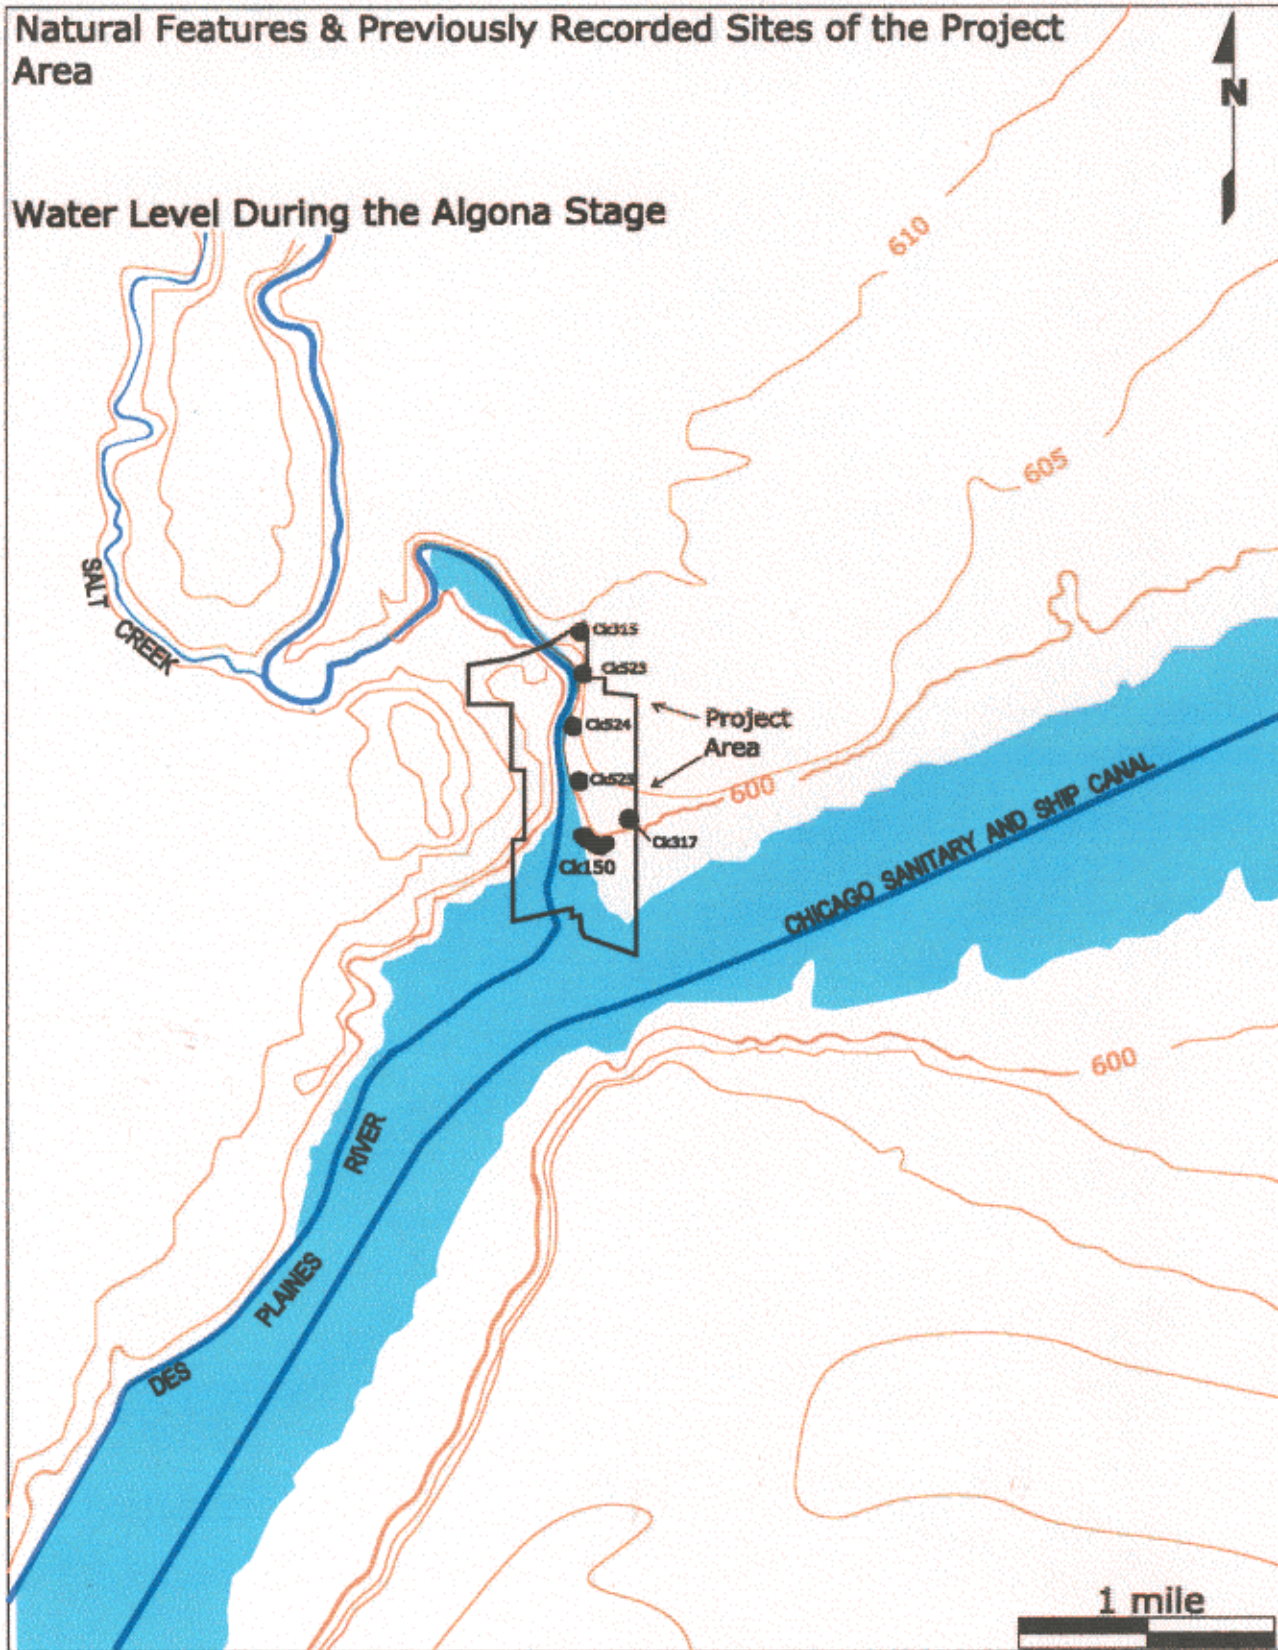 Natural Features & Previously Recorded Sites of the Project
Area
N
Water Level During the Algona Stage
610
605
SALT
CREEK
Ck315
Ck523
Ck524
Project
Area
Ck525
600
Ck317
Ck150
CHICAGO SANITARY AND SHIP CANAL
600
RIVER
PLAINES
DES
1 mile